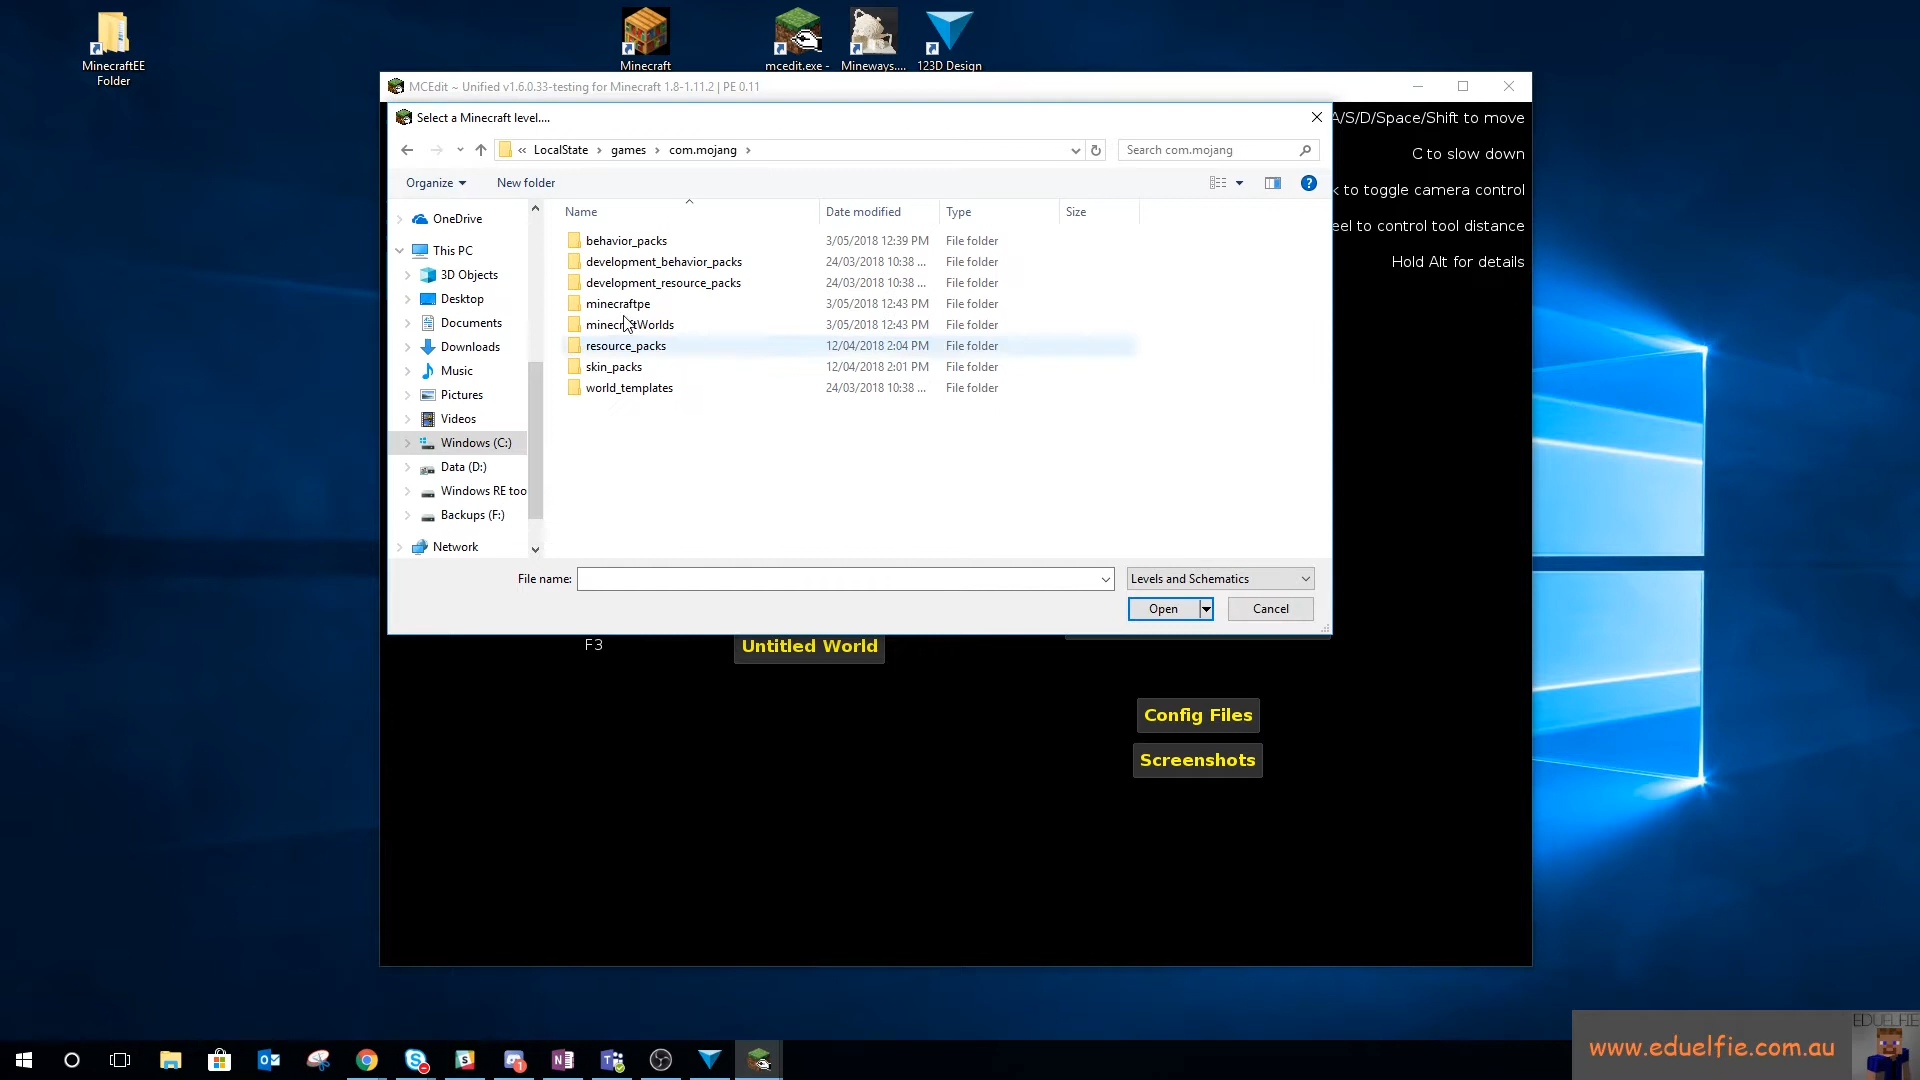 MinecraftEE
Folder
Minecraft
mcedit.exe -
Mineways....
123D Design
MCEdit ~ Unified v1.6.0.33-testing for Minecraft 1.8-1.11.2 | PE 0.11
Select a Minecraft level....
« LocalState > games > com.mojang >
Search com.mojang
Organize
New folder
Name
Date modified
Type
Size
behavior_packs 3/05/2018 12:39 PM File folder
development_behavior_packs 24/03/2018 10:38 ... File folder
development_resource_packs 24/03/2018 10:38 ... File folder
minecraftpe 3/05/2018 12:43 PM File folder
minecraftWorlds 3/05/2018 12:43 PM File folder
resource_packs 12/04/2018 2:04 PM File folder
skin_packs 12/04/2018 2:01 PM File folder
world_templates 24/03/2018 10:38 ... File folder
OneDrive
This PC
3D Objects
Desktop
Documents
Downloads
Music
Pictures
Videos
Windows (C:)
Data (D:)
Windows RE too
Backups (F:)
Network
File name:
Levels and Schematics
Open
Cancel
A/S/D/Space/Shift to move
C to slow down
k to toggle camera control
eel to control tool distance
Hold Alt for details
F3
Untitled World
Config Files
Screenshots
www.eduelfie.com.au
EDUELFIE